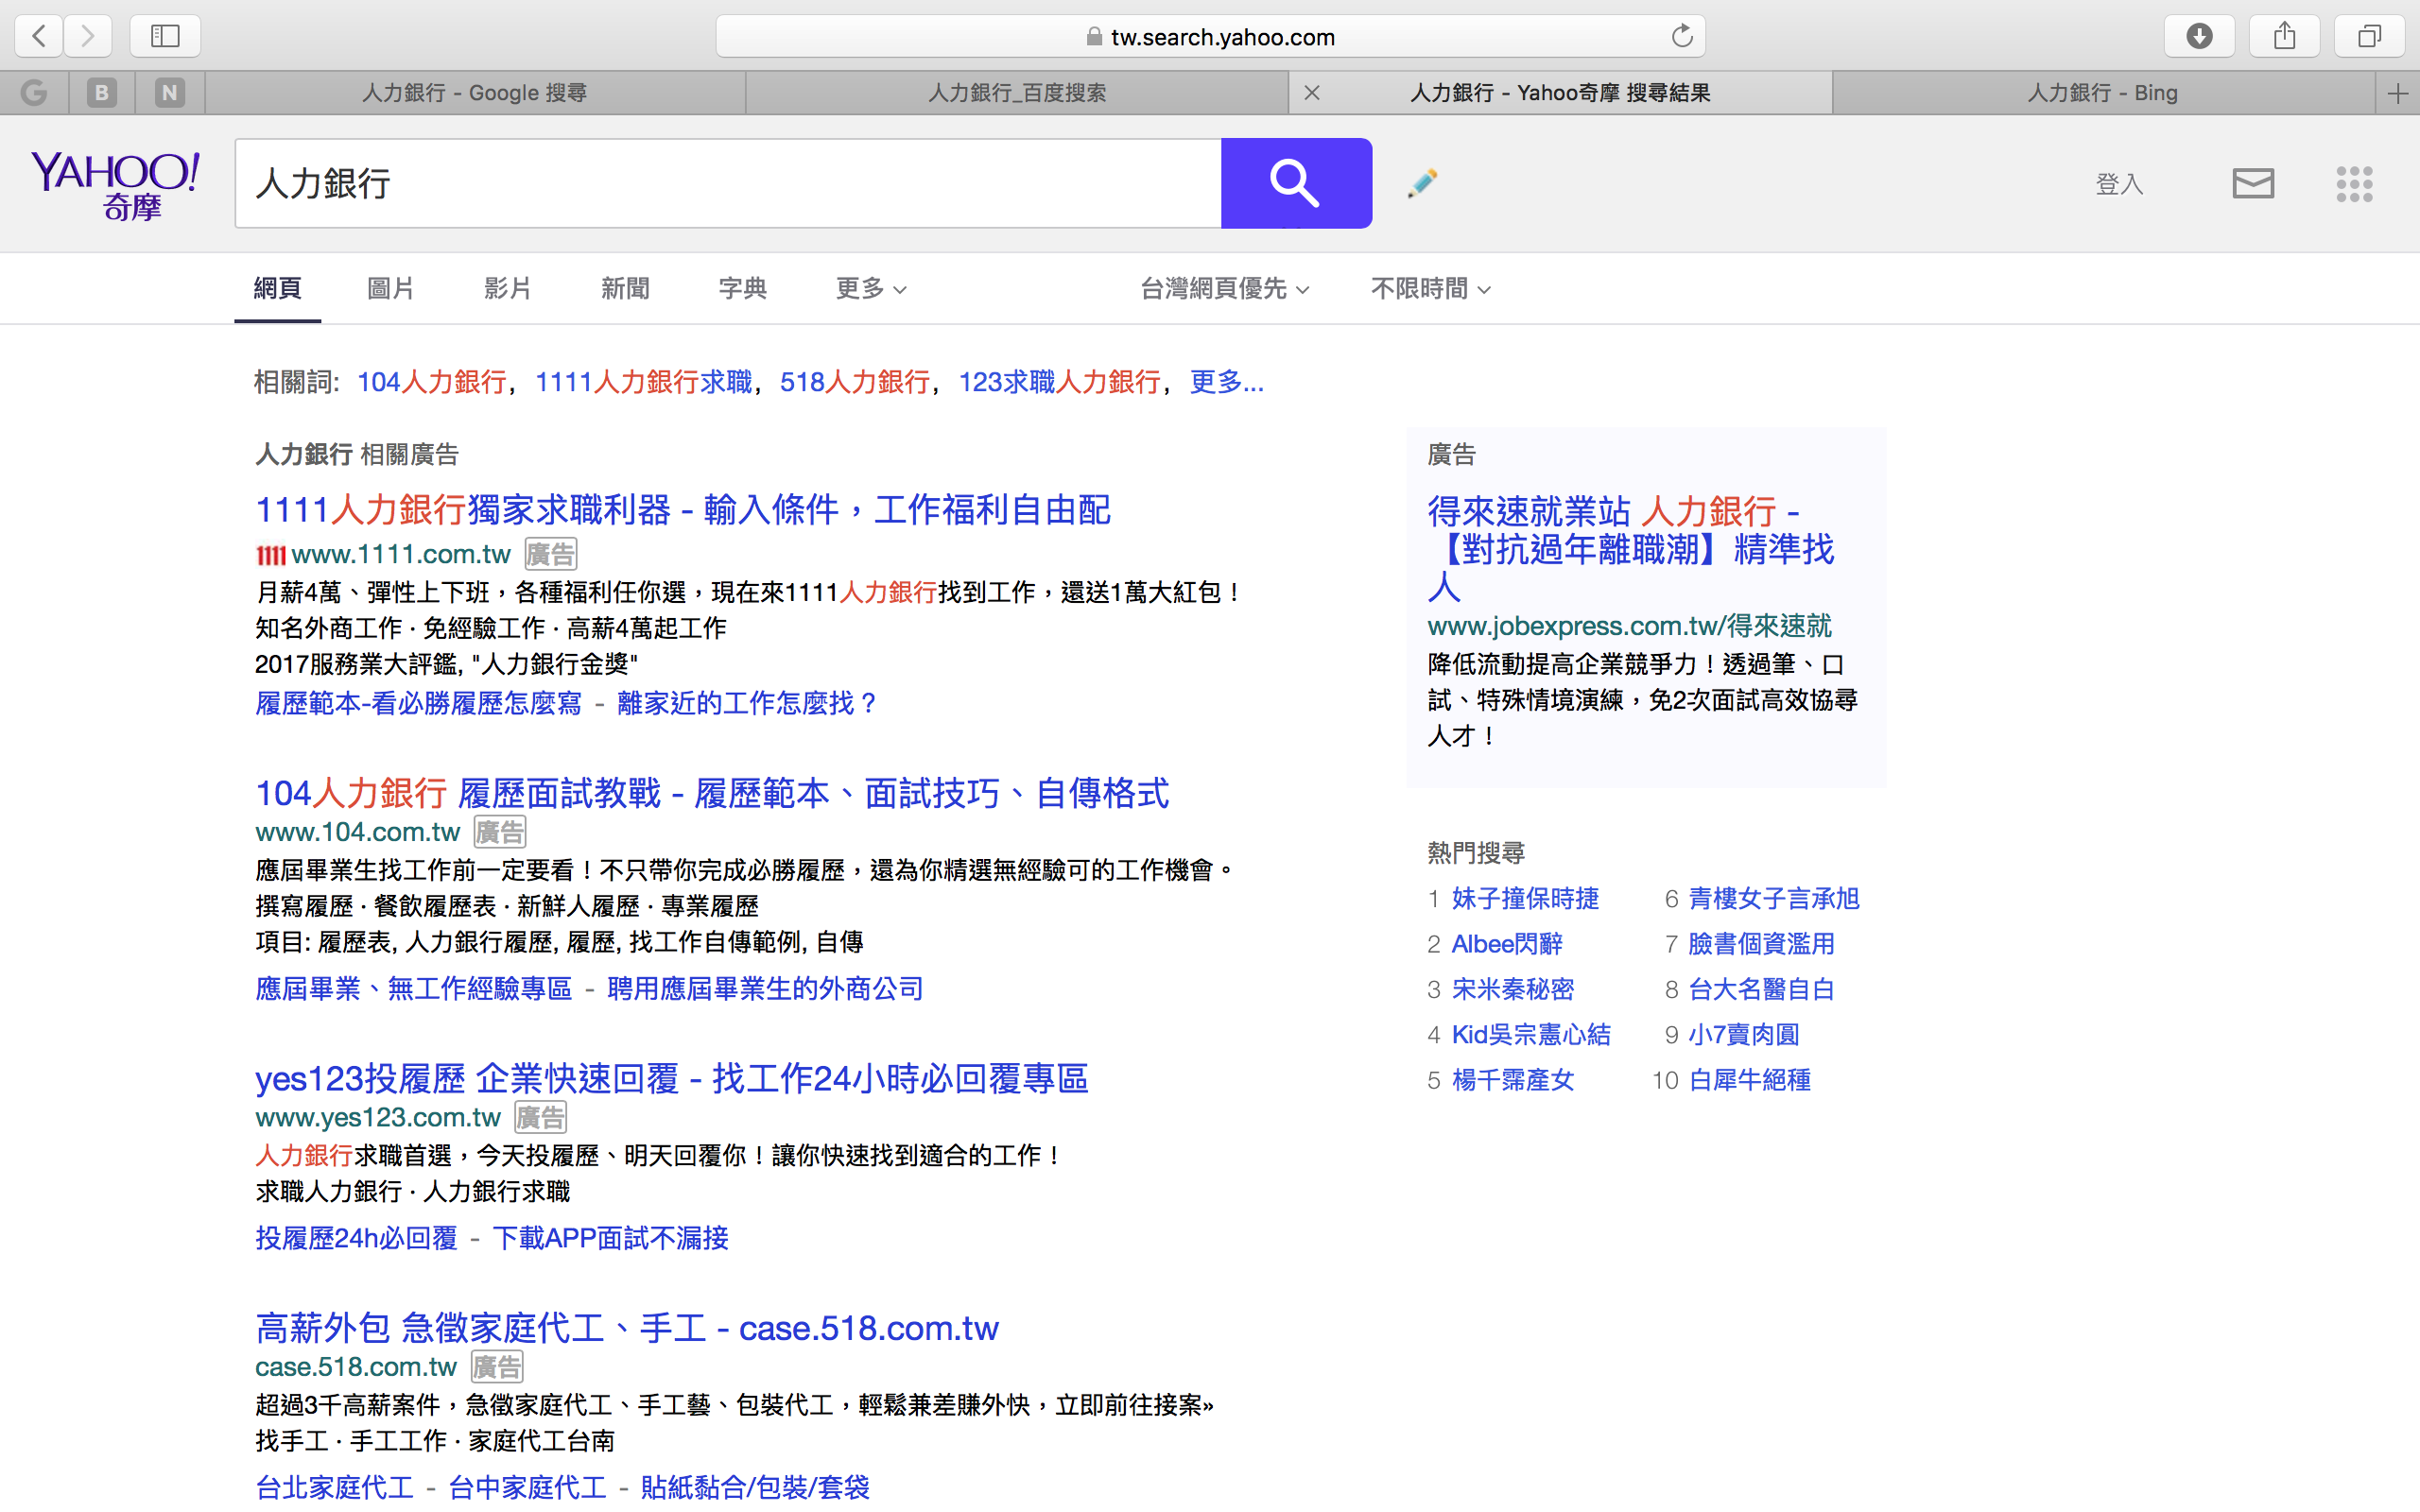 tw.search.yahoo.com
G B N 人力銀行 - Google 搜尋 人力銀行_百度搜索 人力銀行 - Yahoo奇摩 搜尋結果 人力銀行 - Bing
YAHOO!
奇摩
人力銀行
登入
網頁 圖片 影片 新聞 字典 更多 台灣網頁優先 不限時間
相關詞: 104人力銀行, 1111人力銀行求職, 518人力銀行, 123求職人力銀行, 更多...
人力銀行 相關廣告
1111人力銀行獨家求職利器 - 輸入條件，工作福利自由配
1111 www.1111.com.tw 廣告
月薪4萬、彈性上下班，各種福利任你選，現在來1111人力銀行找到工作，還送1萬大紅包！
知名外商工作 · 免經驗工作 · 高薪4萬起工作
2017服務業大評鑑, "人力銀行金獎"
履歷範本-看必勝履歷怎麼寫 - 離家近的工作怎麼找？
104人力銀行 履歷面試教戰 - 履歷範本、面試技巧、自傳格式
www.104.com.tw 廣告
應屆畢業生找工作前一定要看！不只帶你完成必勝履歷，還為你精選無經驗可的工作機會。
撰寫履歷 · 餐飲履歷表 · 新鮮人履歷 · 專業履歷
項目: 履歷表, 人力銀行履歷, 履歷, 找工作自傳範例, 自傳
應屆畢業、無工作經驗專區 - 聘用應屆畢業生的外商公司
yes123投履歷 企業快速回覆 - 找工作24小時必回覆專區
www.yes123.com.tw 廣告
人力銀行求職首選，今天投履歷、明天回覆你！讓你快速找到適合的工作！
求職人力銀行 · 人力銀行求職
投履歷24h必回覆 - 下載APP面試不漏接
高薪外包 急徵家庭代工、手工 - case.518.com.tw
case.518.com.tw 廣告
超過3千高薪案件，急徵家庭代工、手工藝、包裝代工，輕鬆兼差賺外快，立即前往接案»
找手工 · 手工工作 · 家庭代工台南
台北家庭代工 - 台中家庭代工 - 貼紙黏合/包裝/套袋
廣告
得來速就業站 人力銀行 -
【對抗過年離職潮】精準找
人
www.jobexpress.com.tw/得來速就
降低流動提高企業競爭力！透過筆、口
試、特殊情境演練，免2次面試高效協尋
人才！
熱門搜尋
1 妹子撞保時捷 6 青樓女子言承旭
2 Albee閃辭 7 臉書個資濫用
3 宋米秦秘密 8 台大名醫自白
4 Kid吳宗憲心結 9 小7賣肉圓
5 楊千霈產女 10 白犀牛絕種